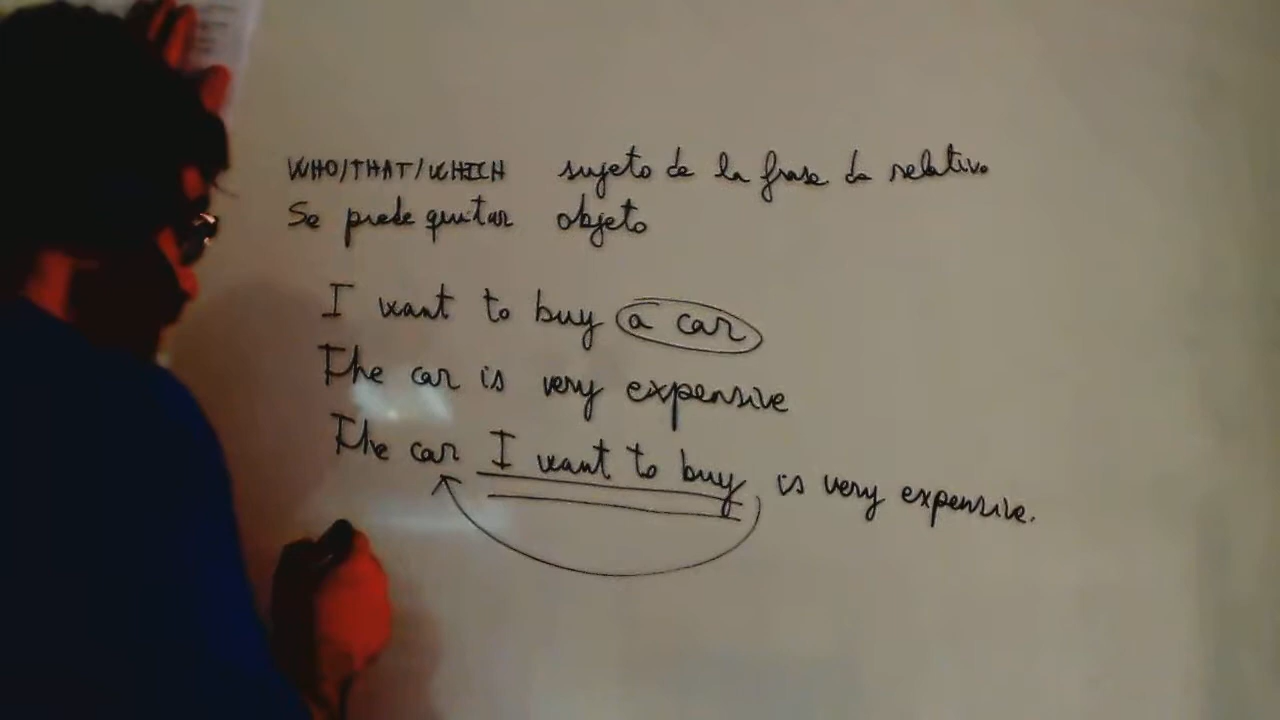 WHO/THAT/WHICH sujeto de la frase de relativo
Se puede quitar objeto
I want to buy a car
The car is very expensive
The car I want to buy is very expensive.